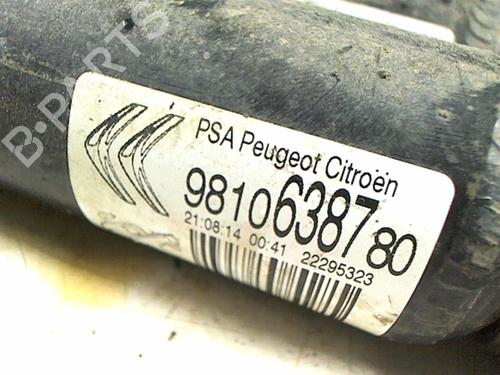 B-PARTS
PSA Peugeot Citroën
9810638780
21:08:14 00:41 22295323